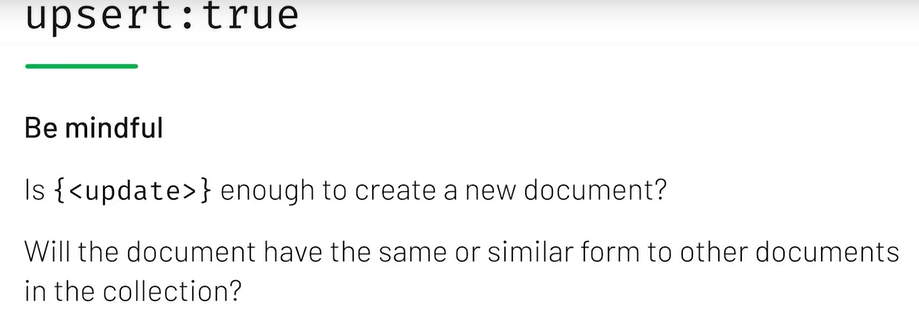 upsert:true
Be mindful
Is {<update>} enough to create a new document?
Will the document have the same or similar form to other documents
in the collection?